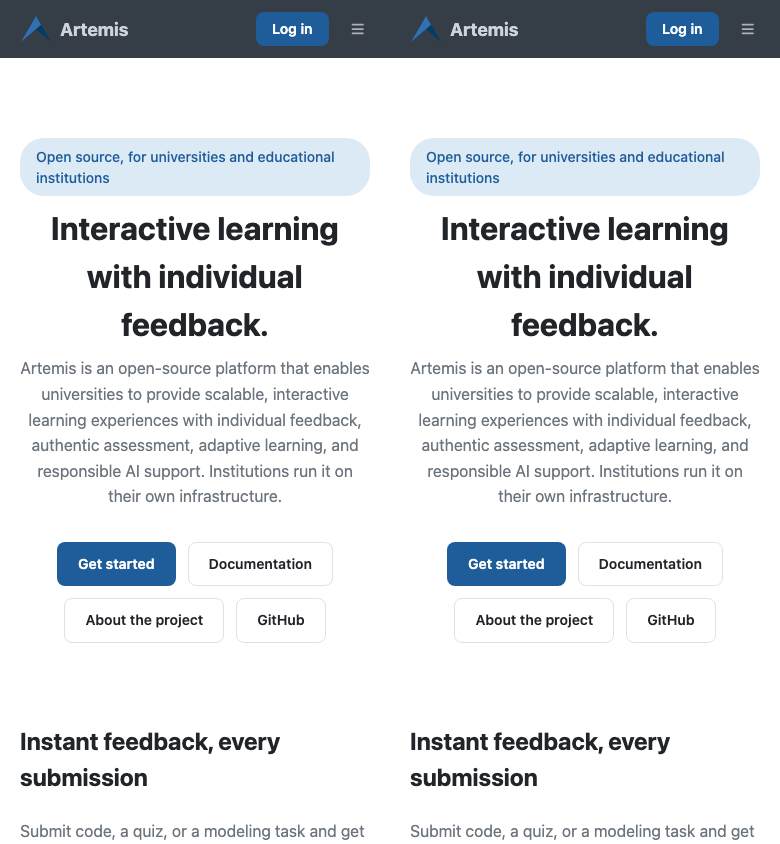 Artemis
Log in
Open source, for universities and educational
institutions
Interactive learning
with individual
feedback.
Artemis is an open-source platform that enables
universities to provide scalable, interactive
learning experiences with individual feedback,
authentic assessment, adaptive learning, and
responsible AI support. Institutions run it on
their own infrastructure.
Get started
Documentation
About the project
GitHub
Instant feedback, every
submission
Submit code, a quiz, or a modeling task and get
Artemis
Log in
Open source, for universities and educational
institutions
Interactive learning
with individual
feedback.
Artemis is an open-source platform that enables
universities to provide scalable, interactive
learning experiences with individual feedback,
authentic assessment, adaptive learning, and
responsible AI support. Institutions run it on
their own infrastructure.
Get started
Documentation
About the project
GitHub
Instant feedback, every
submission
Submit code, a quiz, or a modeling task and get